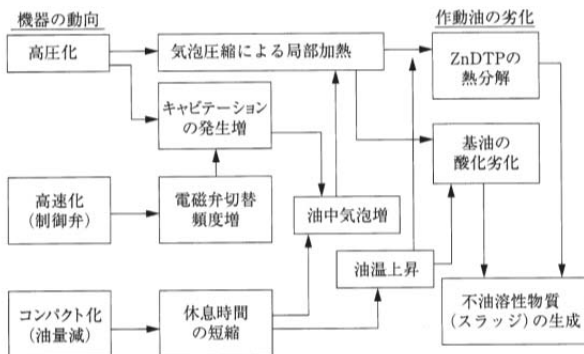 機器の動向
作動油の劣化
高圧化
気泡圧縮による局部加熱
ZnDTPの
熱分解
キャビテーション
の発生増
基油の
酸化劣化
高速化
(制御弁)
電磁弁切替
頻度増
油中気泡増
油温上昇
コンパクト化
(油量減)
休息時間
の短縮
不油溶性物質
(スラッジ)の生成